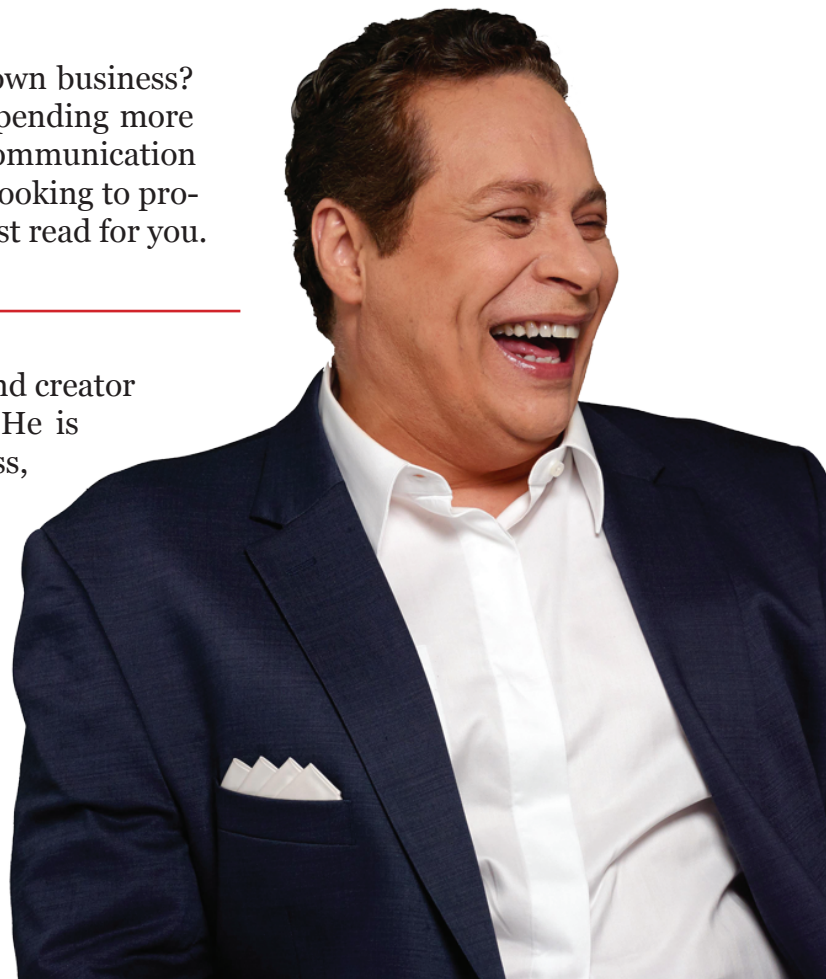 own business?
pending more
ommunication
ooking to pro-
st read for you.
nd creator
He is
ss,